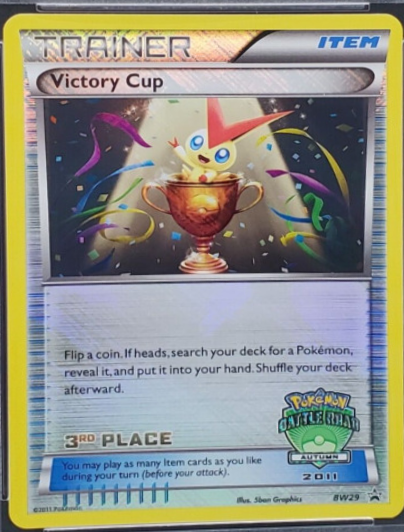 TRAINER
ITEM
Victory Cup
Flip a coin. If heads, search your deck for a Pokémon,
reveal it, and put it into your hand. Shuffle your deck
afterward.
3RD PLACE
POKÉMON
BATTLE ROAD
AUTUMN
2011
You may play as many Item cards as you like
during your turn (before your attack).
Illus. 5ban Graphics
BW29
©2011 Pokémon